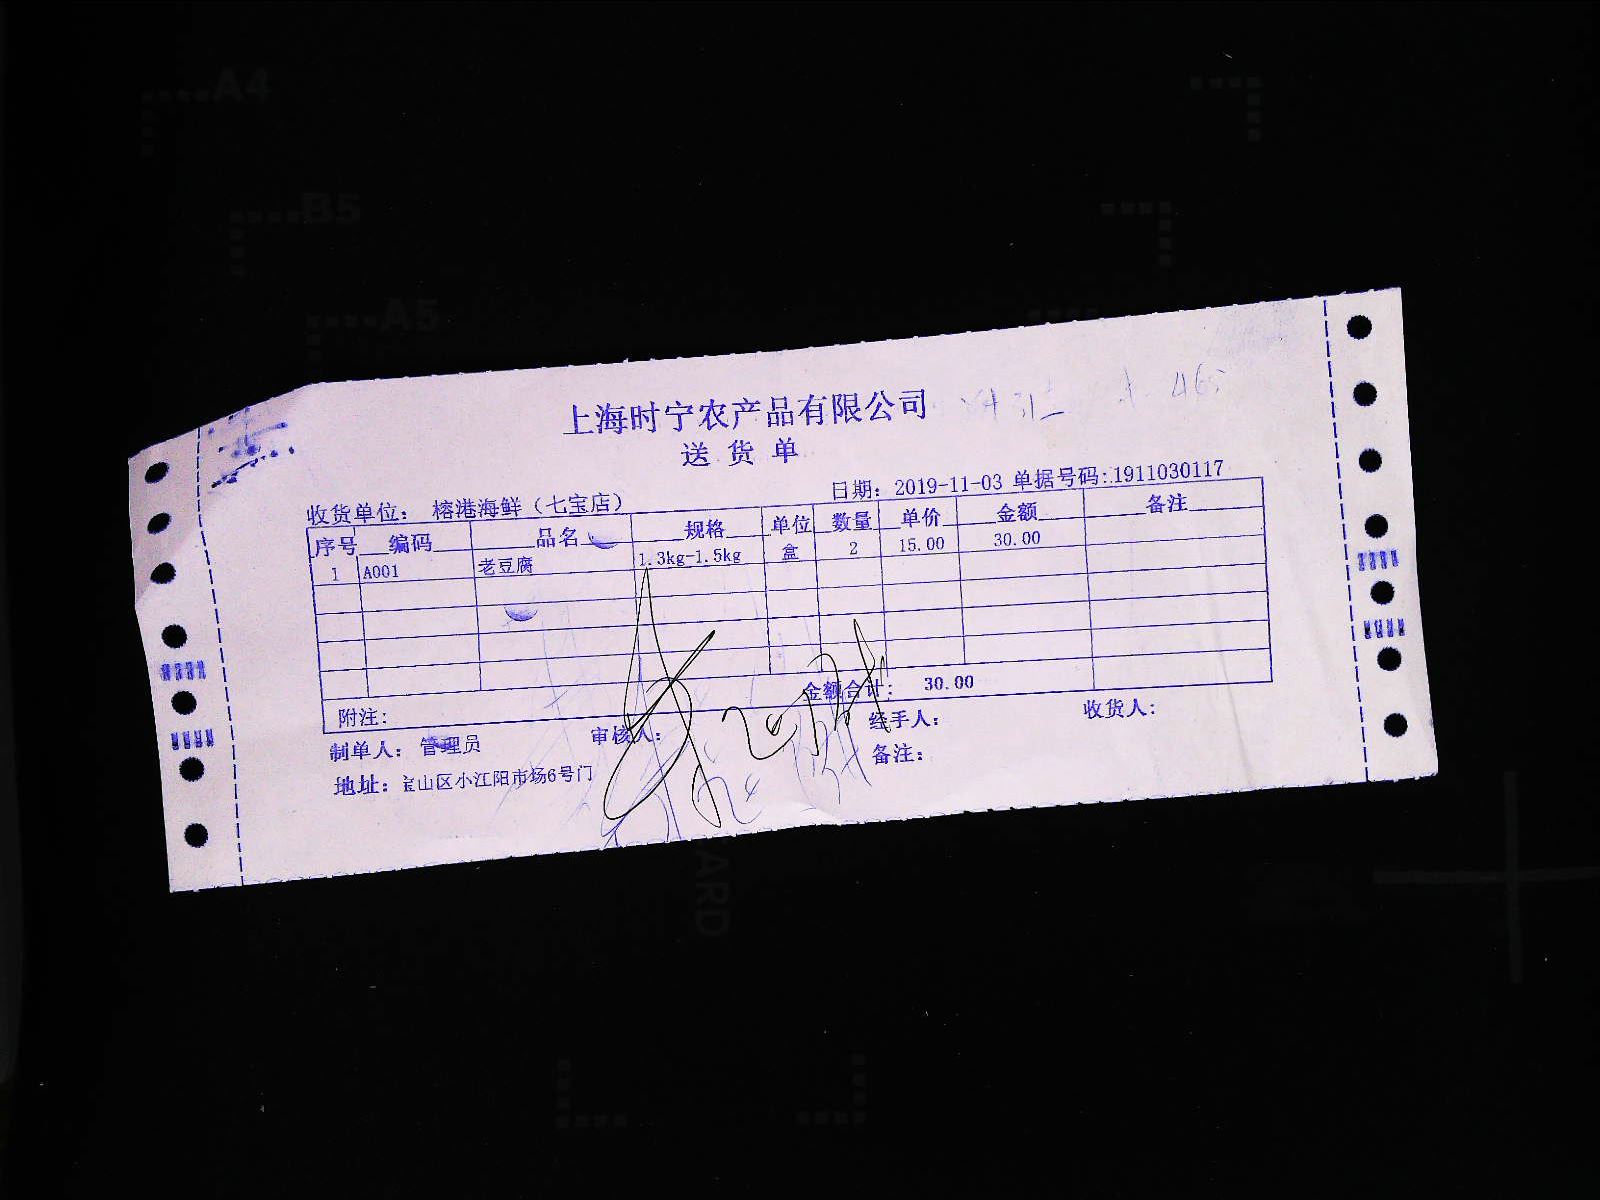 A4
B5
A5
上海时宁农产品有限公司
送货单
收货单位： 榕港海鲜（七宝店） 日期：2019-11-03 单据号码:1911030117
序号 编码 品名 规格 单位 数量 单价 金额 备注
1 A001 老豆腐 1.3kg-1.5kg 盒 2 15.00 30.00
金额合计: 30.00
附注:
制单人：管理员 审核人: 经手人: 收货人:
地址：宝山区小江阳市场6号门 备注:
CARD